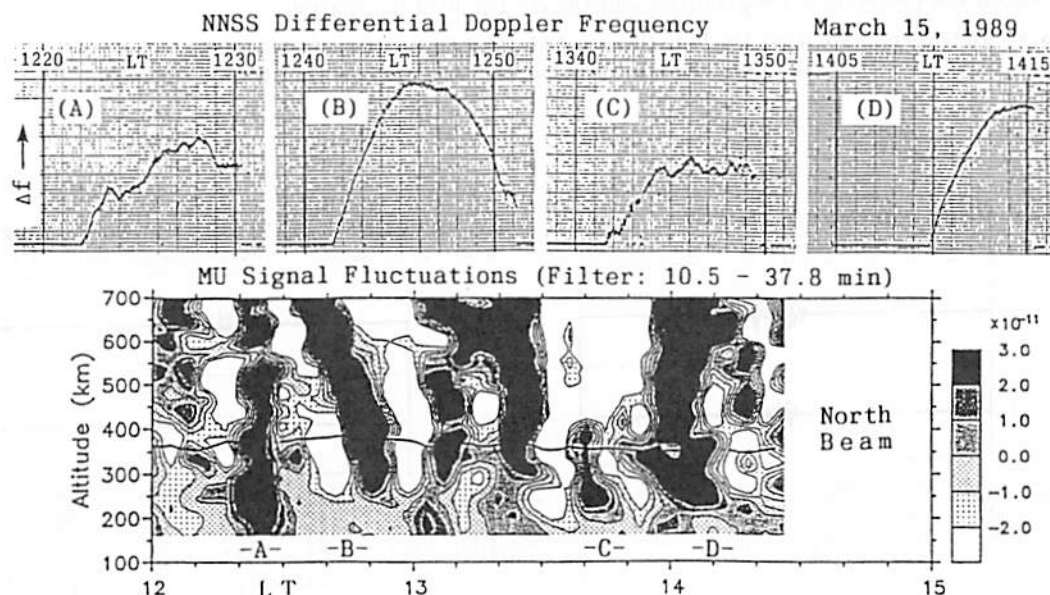 NNSS Differential Doppler Frequency March 15, 1989
1220 LT 1230
1240 LT 1250
1340 LT 1350
1405 LT 1415
(A) (B) (C) (D)
Δf →
MU Signal Fluctuations (Filter: 10.5 - 37.8 min)
700
600
500
400
300
200
100
Altitude (km)
-A- -B- -C- -D-
12 LT 13 14 15
North
Beam
x10⁻¹¹
3.0
2.0
1.0
0.0
-1.0
-2.0